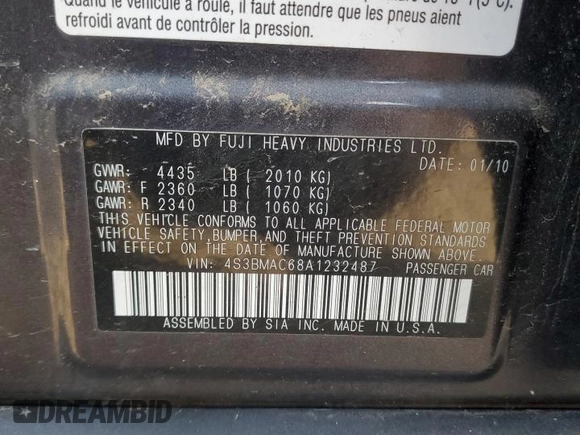 Quand le véhicule a roulé, il faut attendre que les pneus aient
refroidi avant de contrôler la pression.
MFD BY FUJI HEAVY INDUSTRIES LTD.
DATE: 01/10
GVWR: 4435 LB ( 2010 KG)
GAWR: F 2360 LB ( 1070 KG)
GAWR: R 2340 LB ( 1060 KG)
THIS VEHICLE CONFORMS TO ALL APPLICABLE FEDERAL MOTOR
VEHICLE SAFETY, BUMPER, AND THEFT PREVENTION STANDARDS
IN EFFECT ON THE DATE OF MANUFACTURE SHOWN ABOVE.
VIN: 4S3BMAC68A1232487 PASSENGER CAR
ASSEMBLED BY SIA INC. MADE IN U.S.A.
DREAMBID